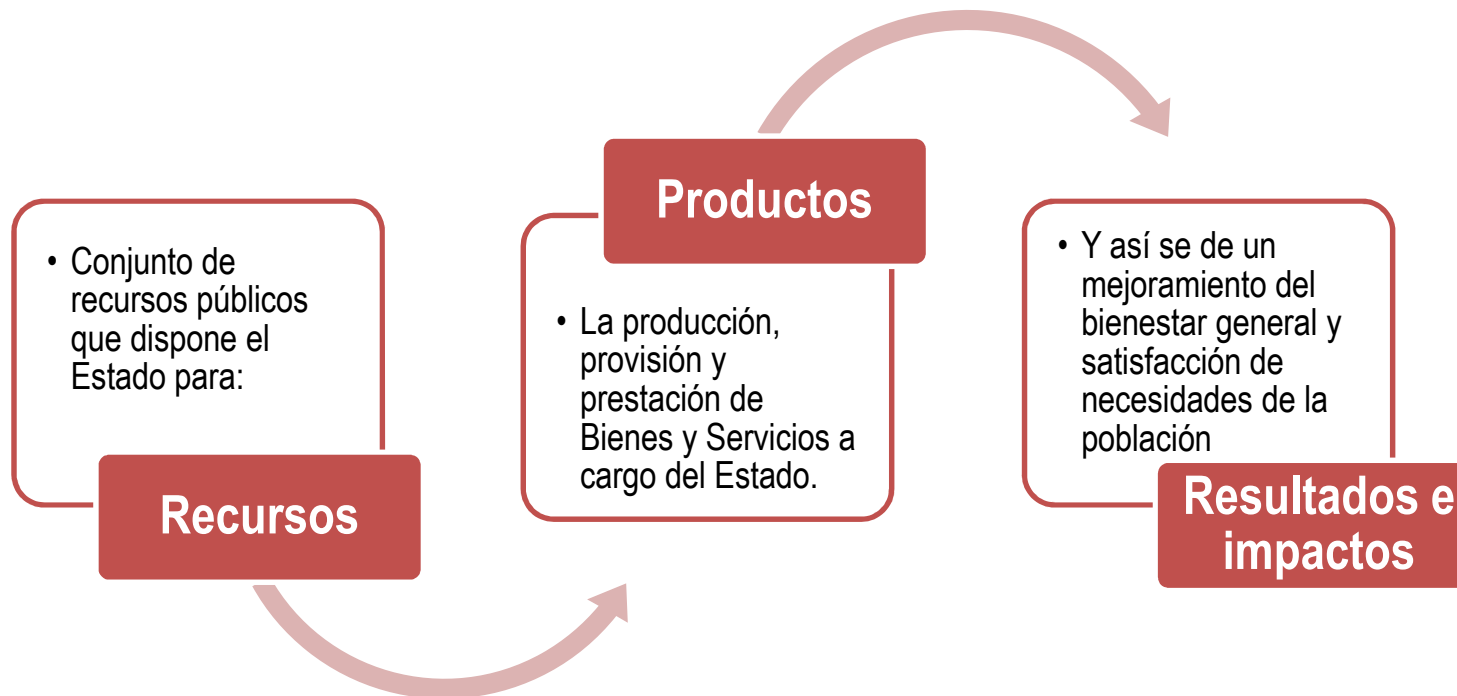 • Conjunto de
recursos públicos
que dispone el
Estado para:
Recursos
Productos
• La producción,
provisión y
prestación de
Bienes y Servicios a
cargo del Estado.
• Y así se de un
mejoramiento del
bienestar general y
satisfacción de
necesidades de la
población
Resultados e
impactos